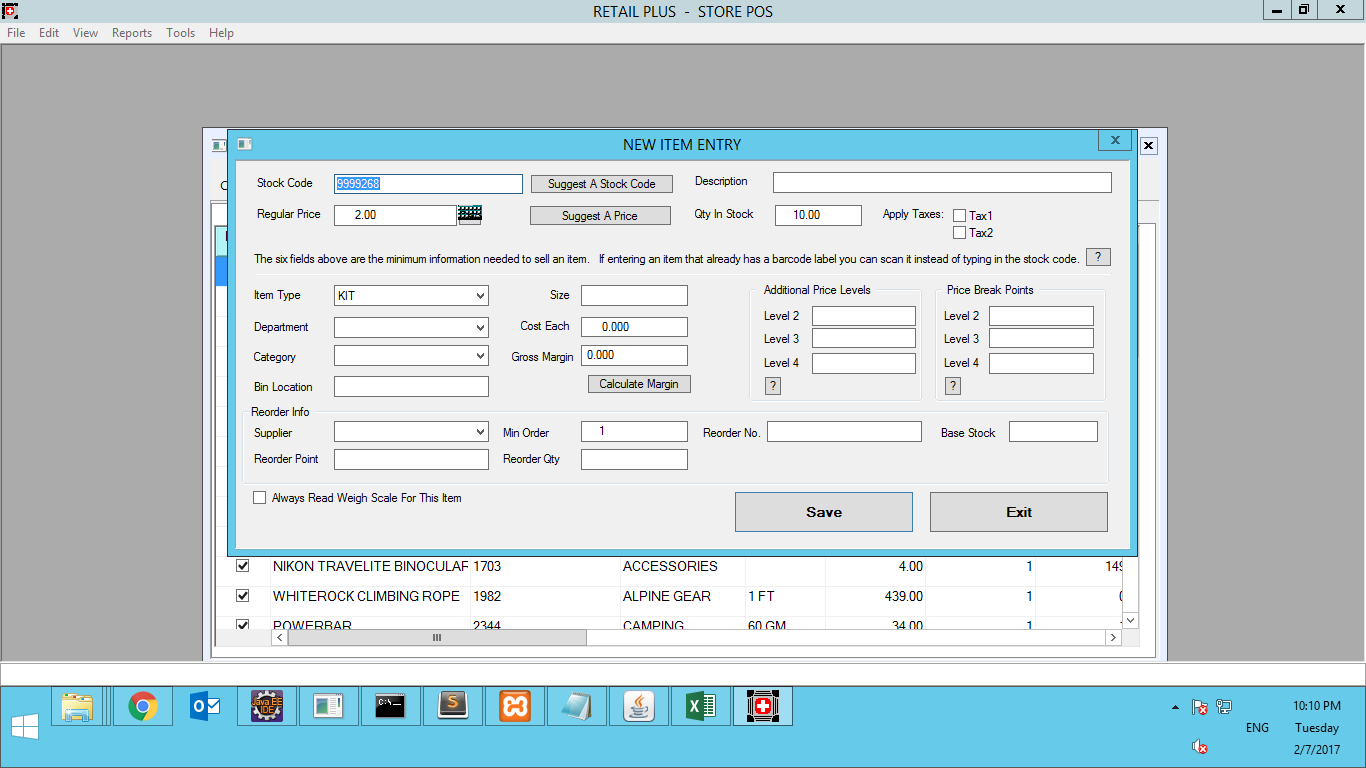 RETAIL PLUS - STORE POS
File Edit View Reports Tools Help
NEW ITEM ENTRY
Stock Code 9999268 Suggest A Stock Code Description
Regular Price 2.00 Suggest A Price Qty In Stock 10.00 Apply Taxes: Tax1
Tax2
The six fields above are the minimum information needed to sell an item. If entering an item that already has a barcode label you can scan it instead of typing in the stock code. ?
Item Type KIT Size
Department Cost Each 0.000
Category Gross Margin 0.000
Bin Location Calculate Margin
Additional Price Levels
Level 2
Level 3
Level 4
?
Price Break Points
Level 2
Level 3
Level 4
?
Reorder Info
Supplier Min Order 1 Reorder No. Base Stock
Reorder Point Reorder Qty
Always Read Weigh Scale For This Item
Save Exit
NIKON TRAVELITE BINOCULAR 1703 ACCESSORIES 4.00 1
WHITEROCK CLIMBING ROPE 1982 ALPINE GEAR 1 FT 439.00 1
POWERBAR 2344 CAMPING 60 GM 34.00 1
Java EE
IDE
C:\
ENG
10:10 PM
Tuesday
2/7/2017